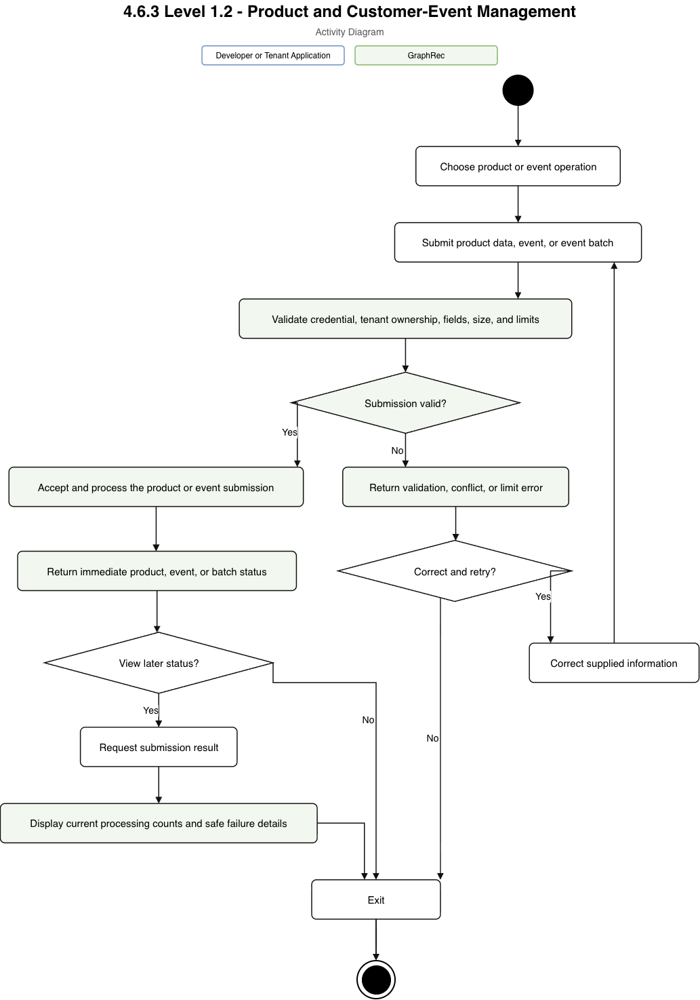 4.6.3 Level 1.2 - Product and Customer-Event Management
Activity Diagram
Developer or Tenant Application
GraphRec
Choose product or event operation
Submit product data, event, or event batch
Validate credential, tenant ownership, fields, size, and limits
Submission valid?
Yes
No
Accept and process the product or event submission
Return validation, conflict, or limit error
Return immediate product, event, or batch status
Correct and retry?
Yes
View later status?
Correct supplied information
Yes
No
No
Request submission result
Display current processing counts and safe failure details
Exit